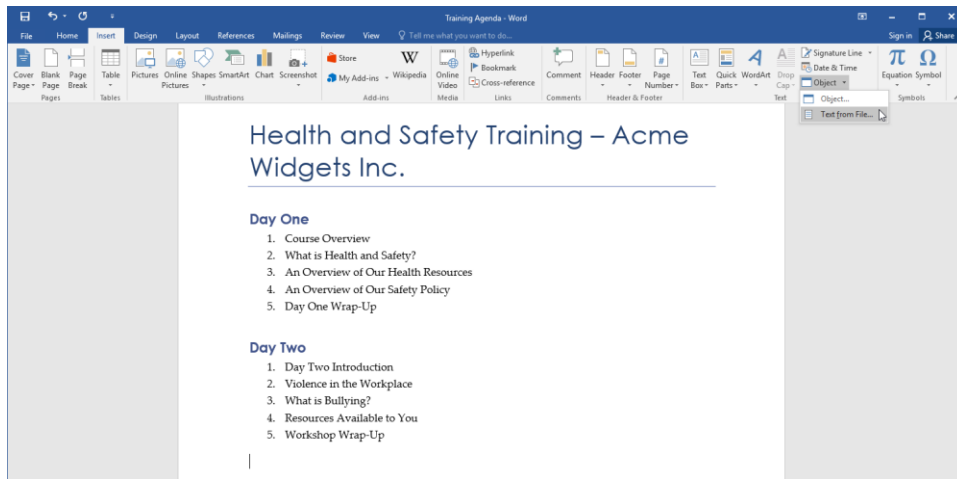 Training Agenda - Word
File Home Insert Design Layout References Mailings Review View Tell me what you want to do... Sign in Share
Cover Page Blank Page Page Break Table Pictures Online Pictures Shapes SmartArt Chart Screenshot Store My Add-ins W Wikipedia Online Video Hyperlink Bookmark Cross-reference Comment Header Footer Page Number Text Box Quick Parts WordArt Drop Cap Signature Line Date & Time Object Equation Symbol
Pages Tables Illustrations Add-ins Media Links Comments Header & Footer Text Symbols
Object...
Text from File...
Health and Safety Training – Acme
Widgets Inc.
Day One
1. Course Overview
2. What is Health and Safety?
3. An Overview of Our Health Resources
4. An Overview of Our Safety Policy
5. Day One Wrap-Up
Day Two
1. Day Two Introduction
2. Violence in the Workplace
3. What is Bullying?
4. Resources Available to You
5. Workshop Wrap-Up